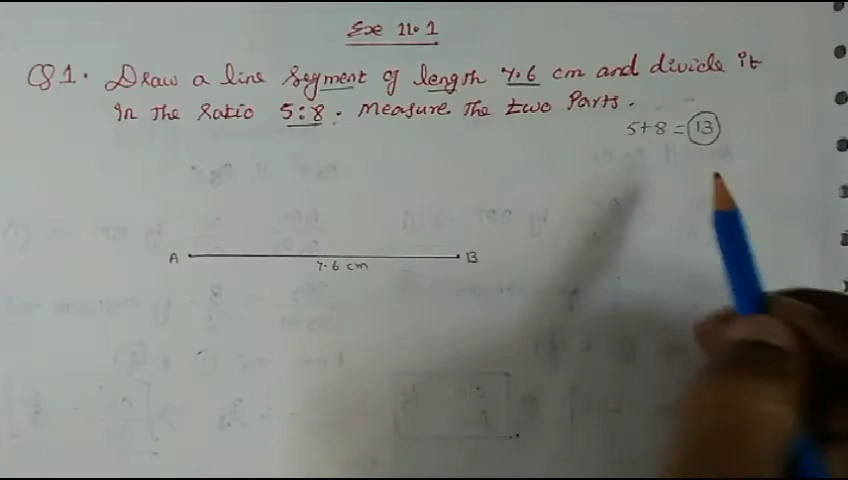 Exe 11.1
Q1. Draw a line segment of length 7.6 cm and divide it
in the ratio 5:8. Measure the two parts.
5+8=13
A B
7.6 cm